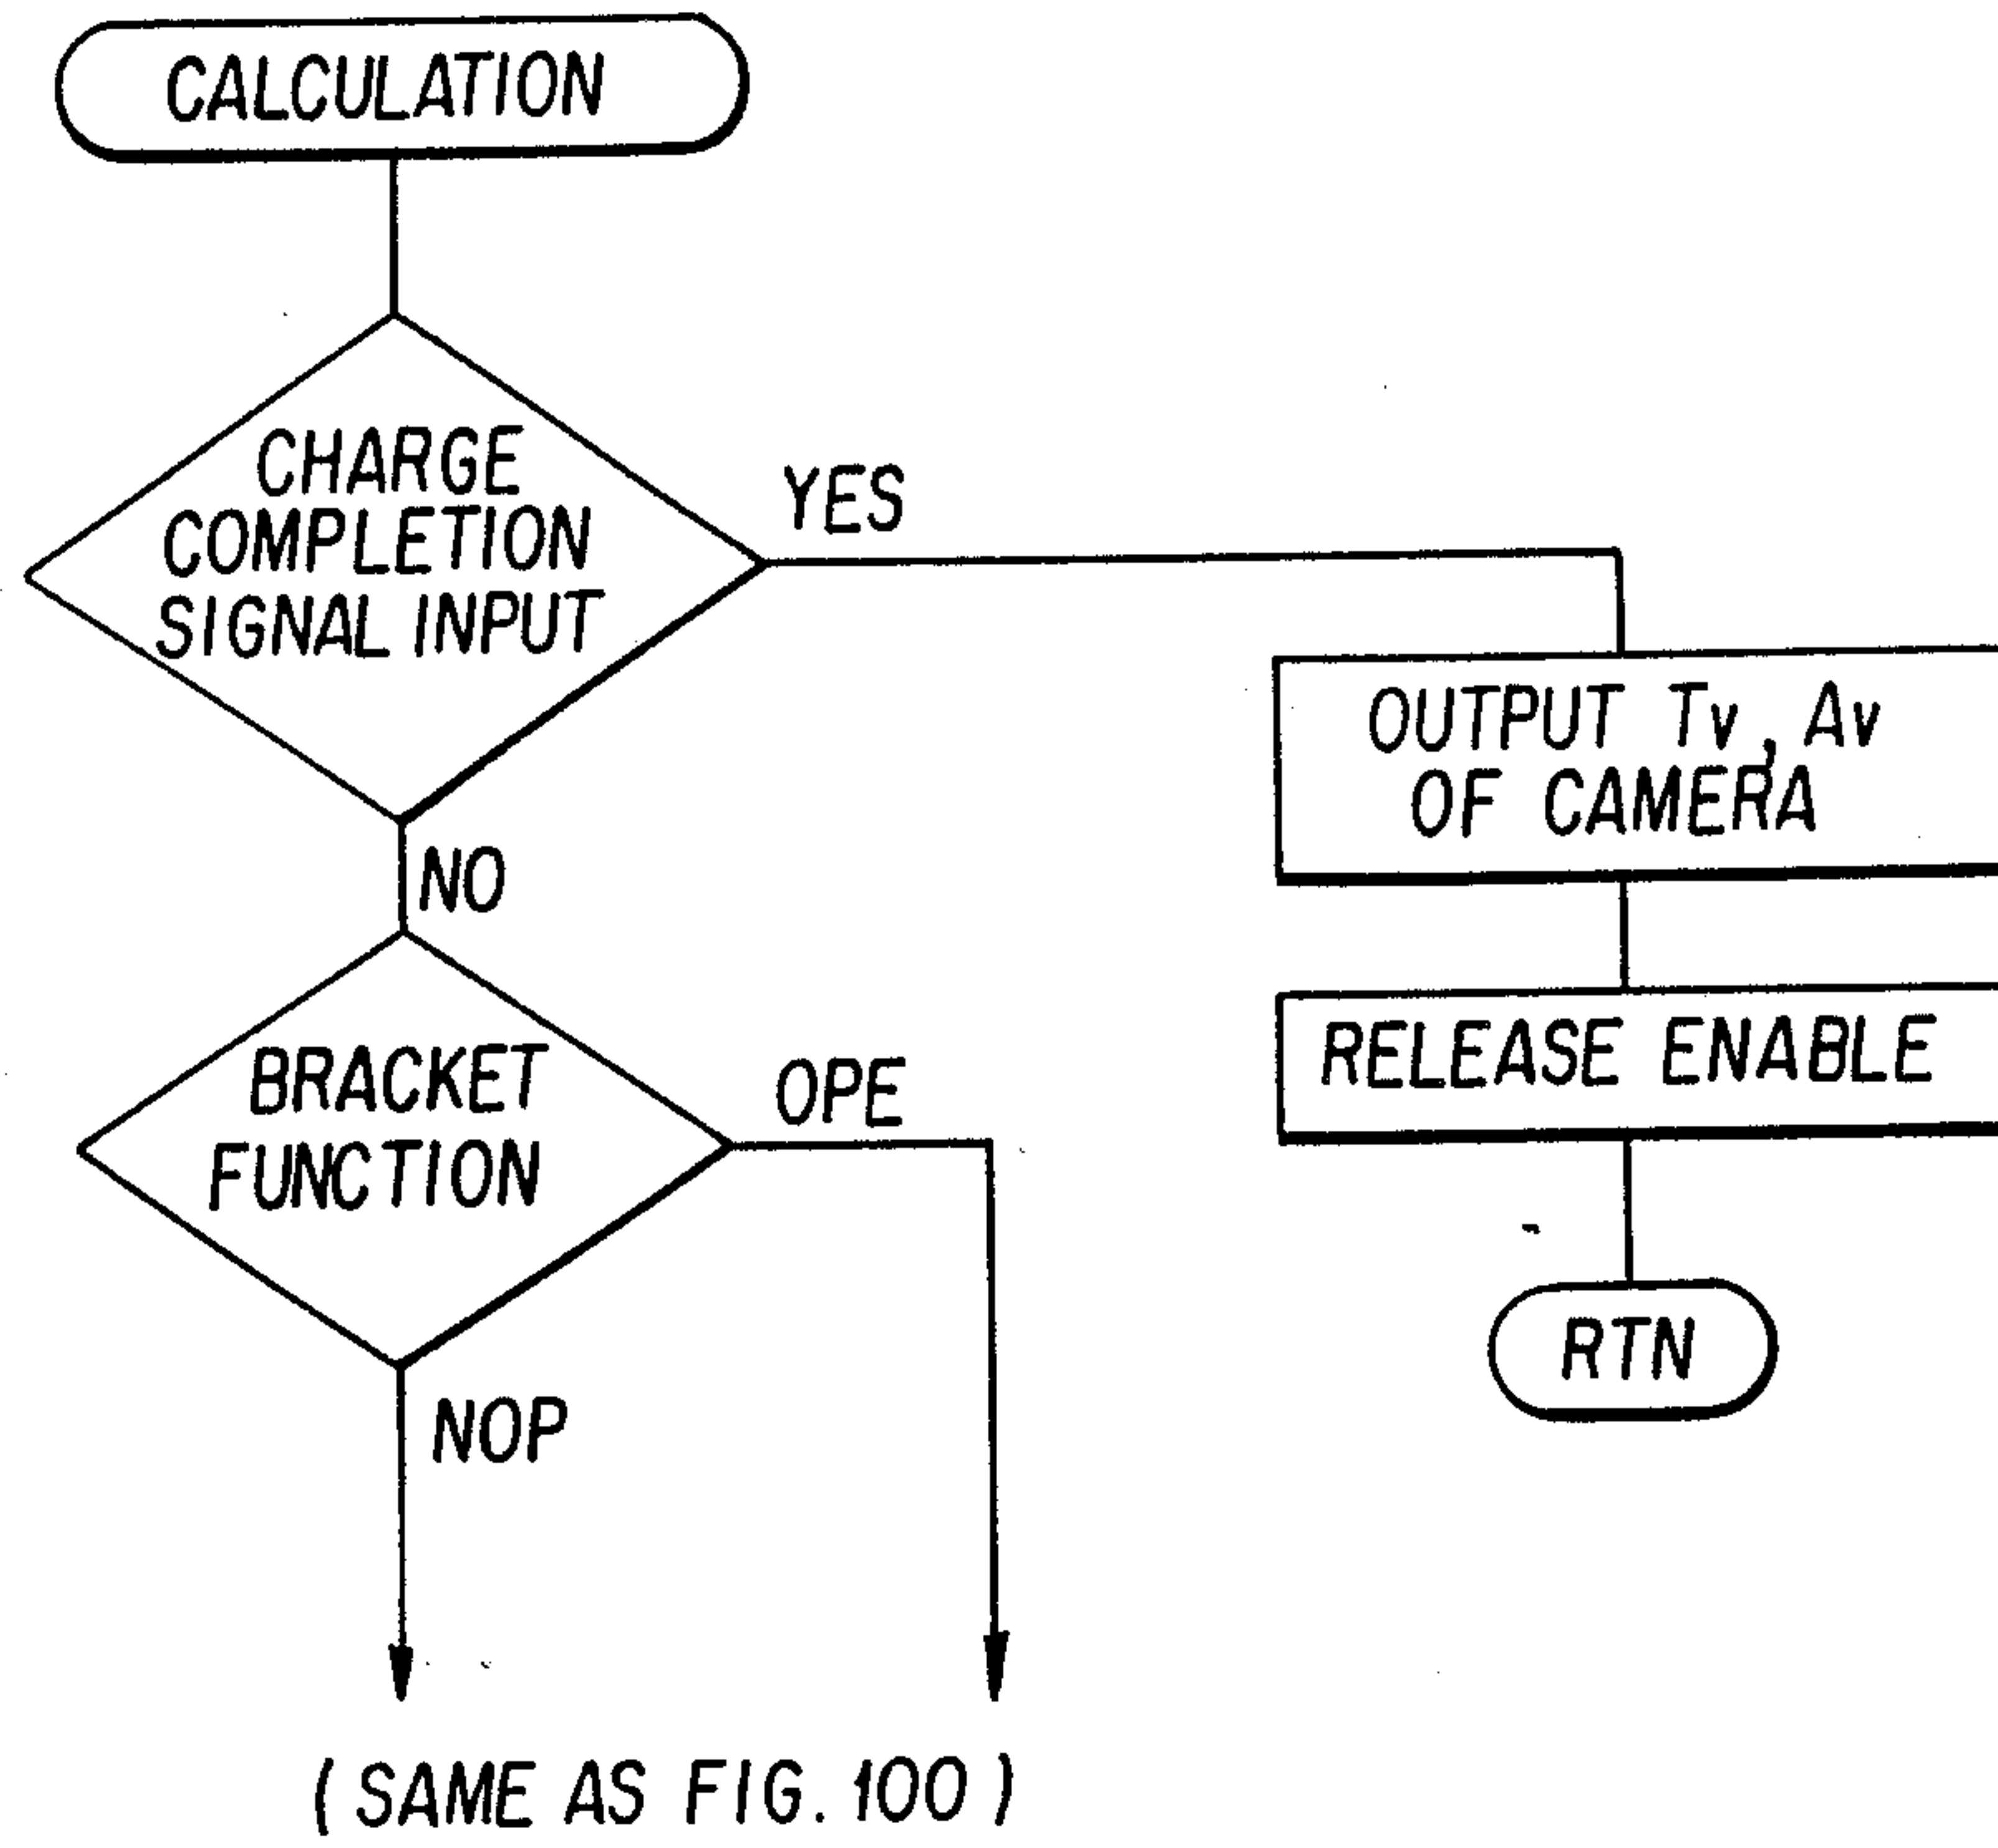 CALCULATION
CHARGE
COMPLETION
SIGNAL INPUT
YES
OUTPUT Tv, Av
OF CAMERA
NO
RELEASE ENABLE
BRACKET
FUNCTION
OPE
RTN
NOP
(SAME AS FIG. 100)